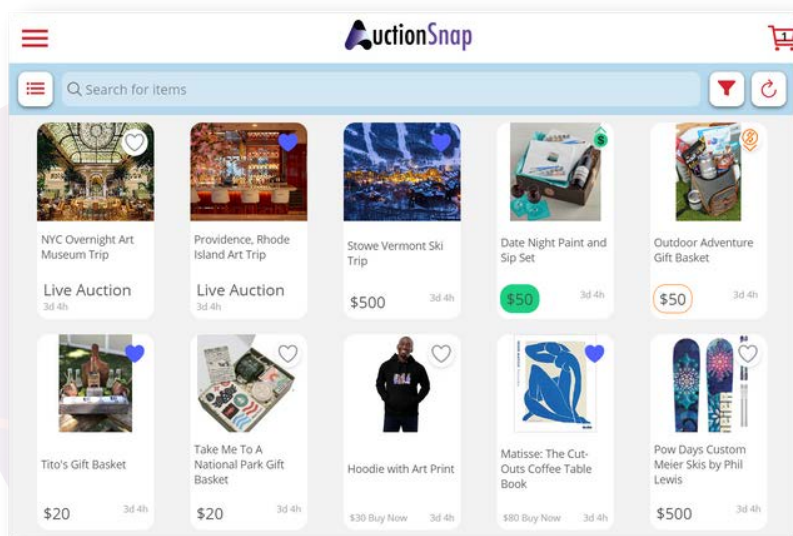 AuctionSnap
1
Search for items
NYC Overnight Art
Museum Trip
Live Auction
3d 4h
Providence, Rhode
Island Art Trip
Live Auction
3d 4h
Stowe Vermont Ski
Trip
$500 3d 4h
Date Night Paint and
Sip Set
$50 3d 4h
Outdoor Adventure
Gift Basket
$50 3d 4h
Tito's Gift Basket
$20 3d 4h
Take Me To A
National Park Gift
Basket
$20 3d 4h
Hoodie with Art Print
$30 Buy Now 3d 4h
Matisse: The Cut-
Outs Coffee Table
Book
$80 Buy Now 3d 4h
Pow Days Custom
Meier Skis by Phil
Lewis
$500 3d 4h